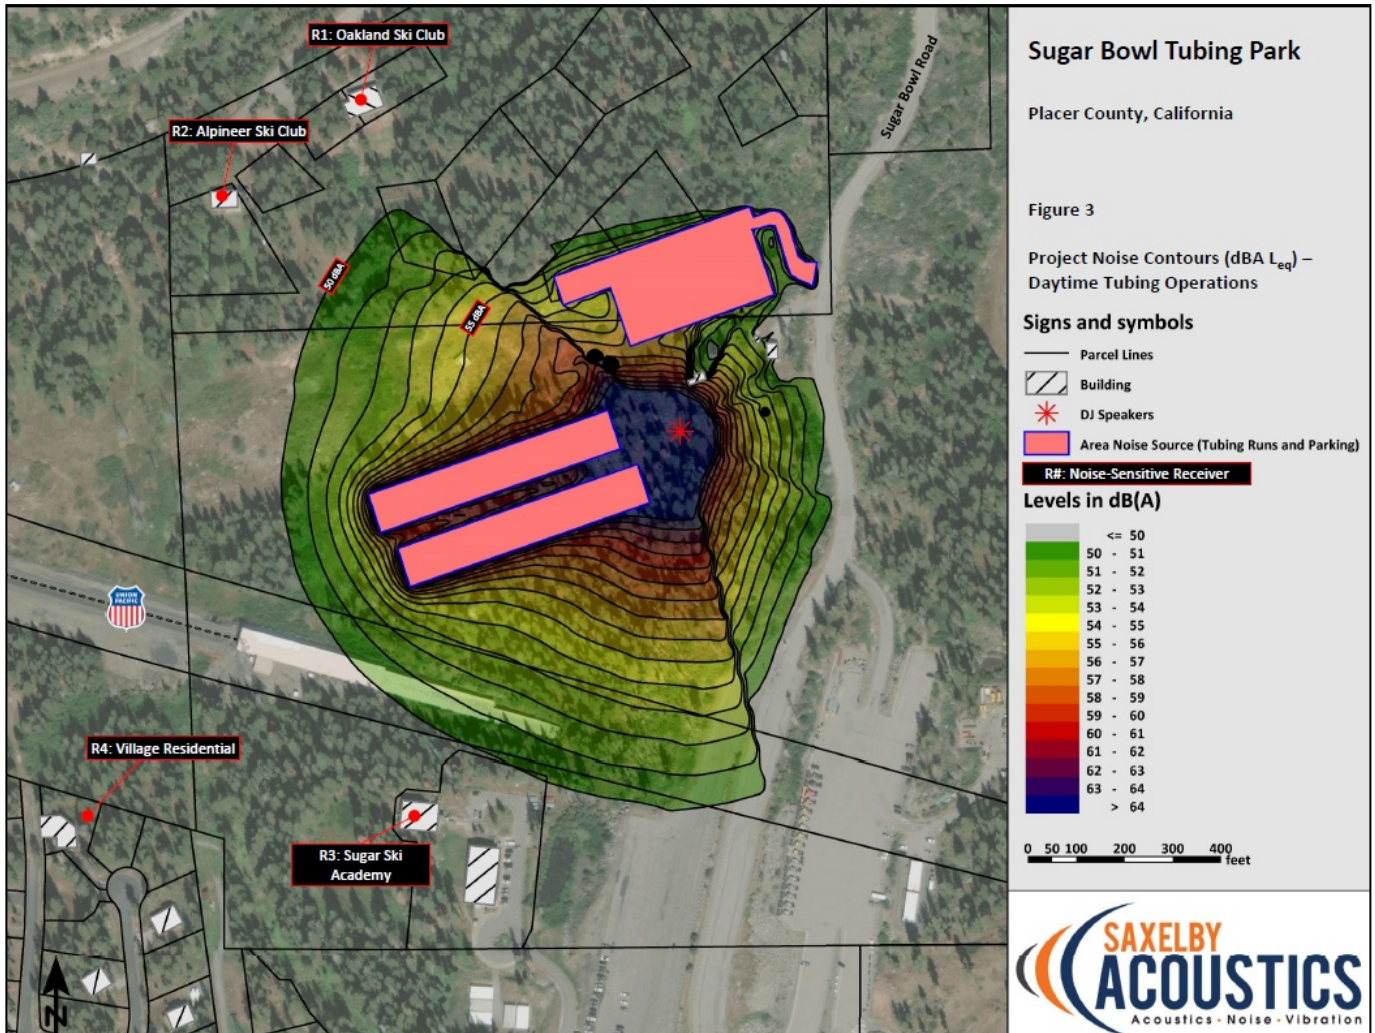 R1: Oakland Ski Club
R2: Alpineer Ski Club
Sugar Bowl Road
50 dBA
55 dBA
UNION
PACIFIC
R4: Village Residential
R3: Sugar Ski
Academy
N
Sugar Bowl Tubing Park
Placer County, California
Figure 3
Project Noise Contours (dBA Leq) –
Daytime Tubing Operations
Signs and symbols
Parcel Lines
Building
DJ Speakers
Area Noise Source (Tubing Runs and Parking)
R#: Noise-Sensitive Receiver
Levels in dB(A)
<= 50
50 - 51
51 - 52
52 - 53
53 - 54
54 - 55
55 - 56
56 - 57
57 - 58
58 - 59
59 - 60
60 - 61
61 - 62
62 - 63
63 - 64
> 64
0 50 100 200 300 400
feet
SAXELBY
ACOUSTICS
Acoustics • Noise • Vibration